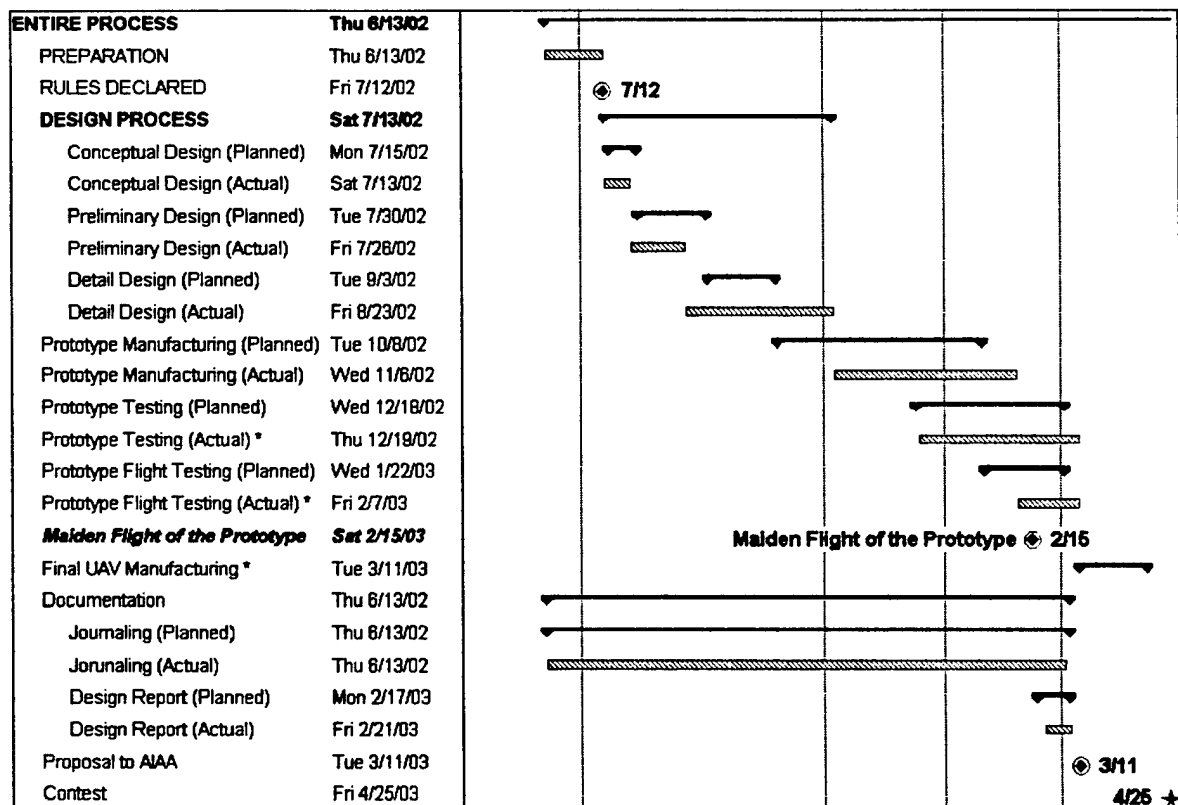 ENTIRE PROCESS Thu 6/13/02
PREPARATION Thu 6/13/02
RULES DECLARED Fri 7/12/02 7/12
DESIGN PROCESS Sat 7/13/02
Conceptual Design (Planned) Mon 7/15/02
Conceptual Design (Actual) Sat 7/13/02
Preliminary Design (Planned) Tue 7/30/02
Preliminary Design (Actual) Fri 7/26/02
Detail Design (Planned) Tue 9/3/02
Detail Design (Actual) Fri 8/23/02
Prototype Manufacturing (Planned) Tue 10/8/02
Prototype Manufacturing (Actual) Wed 11/6/02
Prototype Testing (Planned) Wed 12/18/02
Prototype Testing (Actual) * Thu 12/19/02
Prototype Flight Testing (Planned) Wed 1/22/03
Prototype Flight Testing (Actual) * Fri 2/7/03
Maiden Flight of the Prototype Sat 2/15/03 Maiden Flight of the Prototype 2/15
Final UAV Manufacturing * Tue 3/11/03
Documentation Thu 6/13/02
Journaling (Planned) Thu 6/13/02
Jorunaling (Actual) Thu 6/13/02
Design Report (Planned) Mon 2/17/03
Design Report (Actual) Fri 2/21/03
Proposal to AIAA Tue 3/11/03 3/11
Contest Fri 4/25/03 4/25